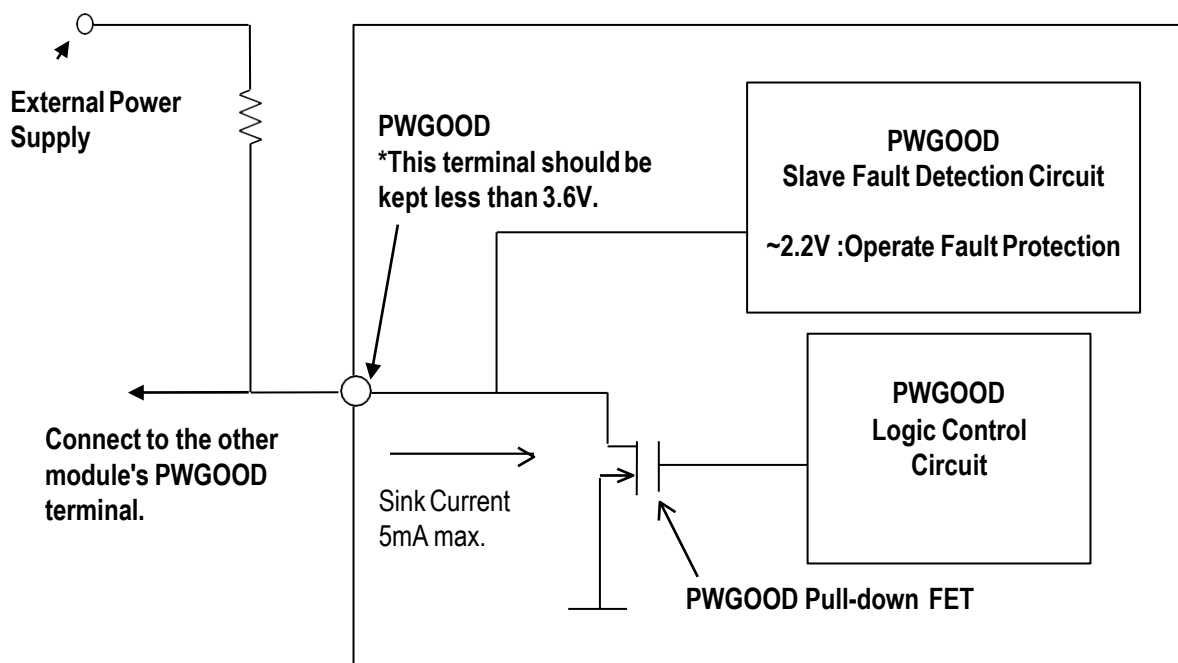 External Power
Supply
PWGOOD
*This terminal should be
kept less than 3.6V.
PWGOOD
Slave Fault Detection Circuit
~2.2V :Operate Fault Protection
Connect to the other
module's PWGOOD
terminal.
Sink Current
5mA max.
PWGOOD
Logic Control
Circuit
PWGOOD Pull-down FET